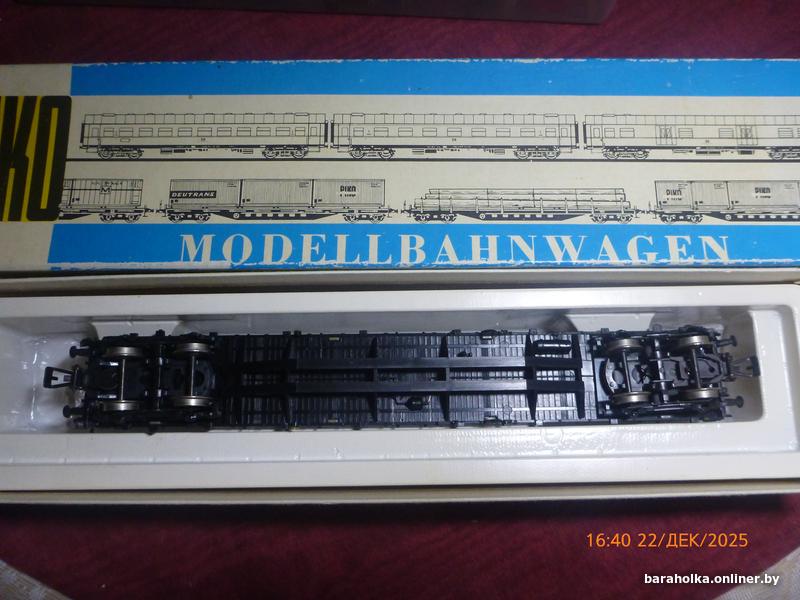 KO
DEUTRANS
PIKO
PIKO
MODELLBAHNWAGEN
16:40 22/ДЕК/2025
baraholka.onliner.by